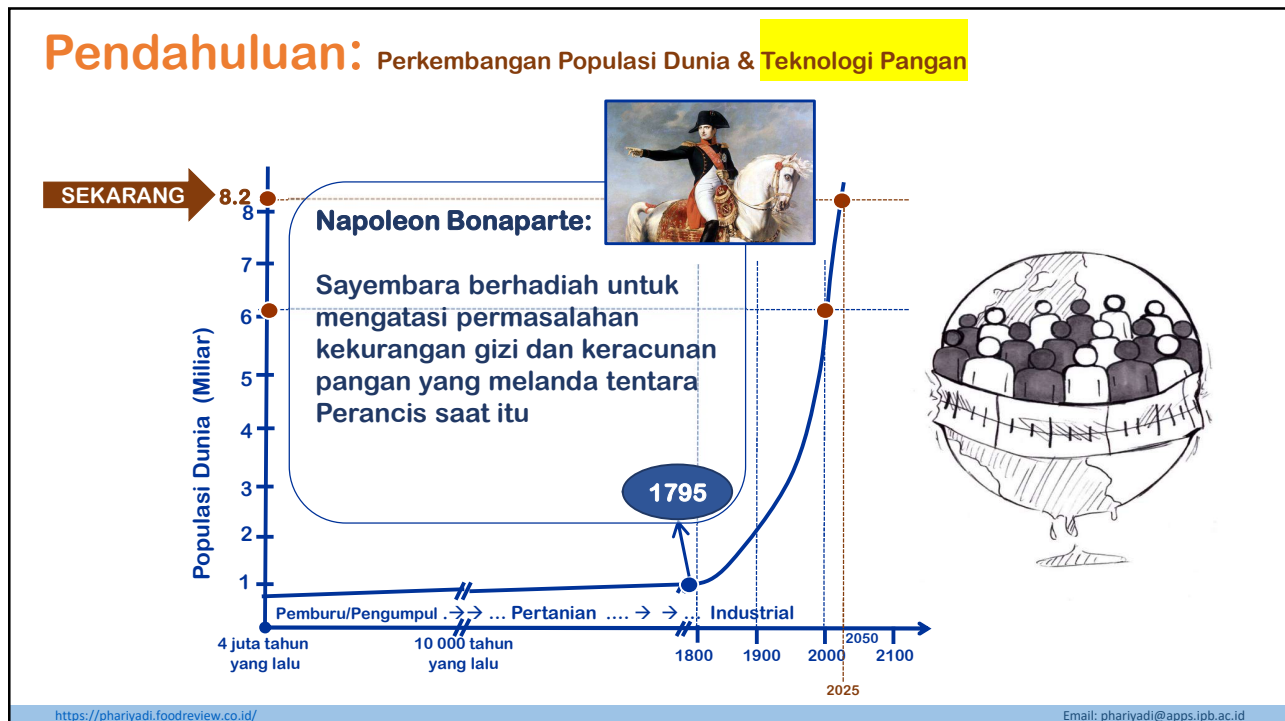 Pendahuluan: Perkembangan Populasi Dunia & Teknologi Pangan
SEKARANG
8.2
8
7
6
5
4
3
2
1
Populasi Dunia (Miliar)
Napoleon Bonaparte:
Sayembara berhadiah untuk
mengatasi permasalahan
kekurangan gizi dan keracunan
pangan yang melanda tentara
Perancis saat itu
1795
Pemburu/Pengumpul .→→ ... Pertanian .... → → ... Industrial
4 juta tahun
yang lalu
10 000 tahun
yang lalu
1800
1900
2000
2050
2100
2025
https://phariyadi.foodreview.co.id/
Email: phariyadi@apps.ipb.ac.id